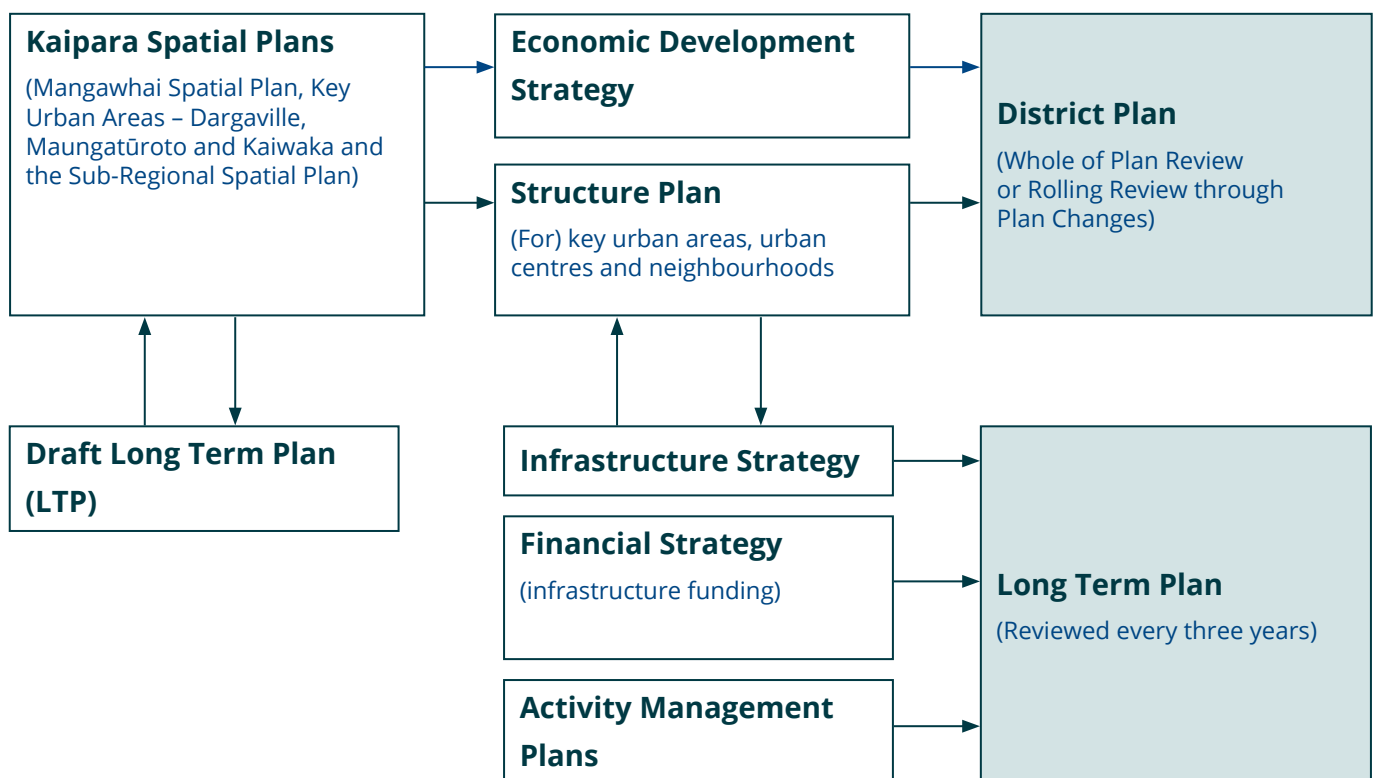 Kaipara Spatial Plans
(Mangawhai Spatial Plan, Key
Urban Areas – Dargaville,
Maungatūroto and Kaiwaka and
the Sub-Regional Spatial Plan)
Economic Development
Strategy
Structure Plan
(For) key urban areas, urban
centres and neighbourhoods
District Plan
(Whole of Plan Review
or Rolling Review through
Plan Changes)
Draft Long Term Plan
(LTP)
Infrastructure Strategy
Financial Strategy
(infrastructure funding)
Activity Management
Plans
Long Term Plan
(Reviewed every three years)